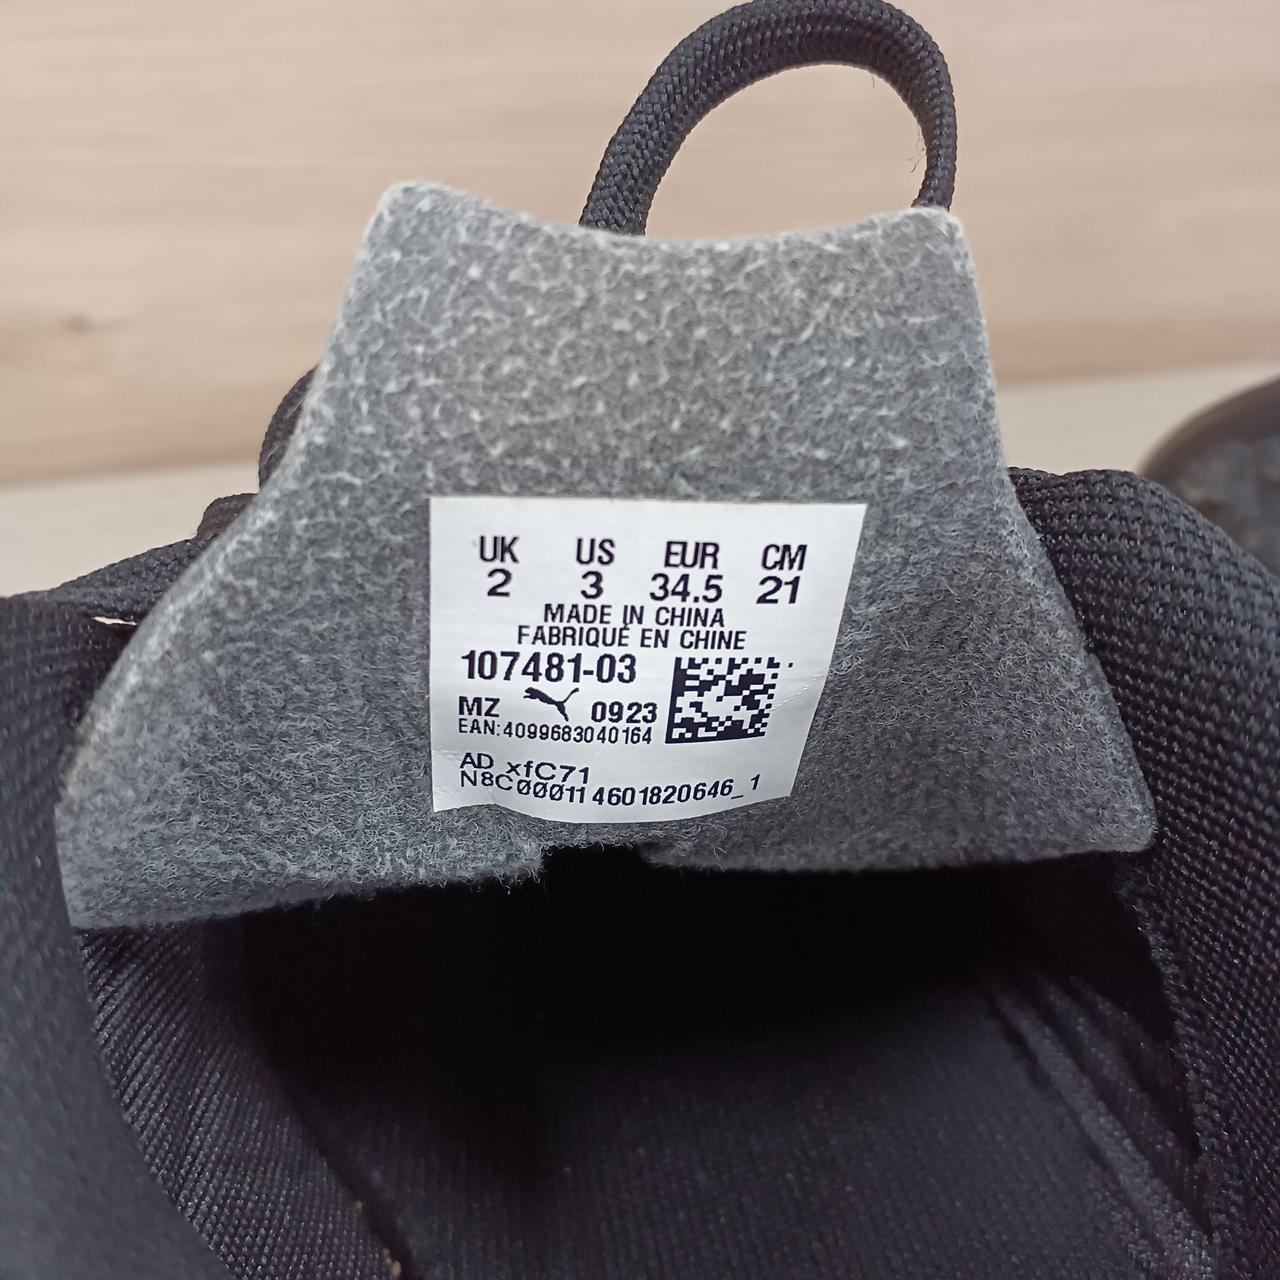 UK US EUR CM
2 3 34.5 21
MADE IN CHINA
FABRIQUÉ EN CHINE
107481-03
MZ 0923
EAN:4099683040164
AD xfC71
N8C000114601820646_1